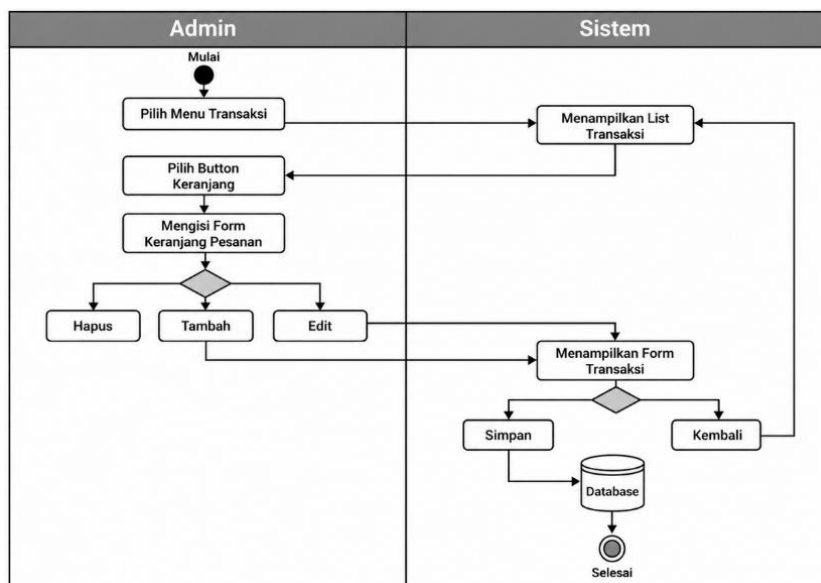 Admin
Sistem
Mulai
Pilih Menu Transaksi
Menampilkan List
Transaksi
Pilih Button
Keranjang
Mengisi Form
Keranjang Pesanan
Hapus
Tambah
Edit
Menampilkan Form
Transaksi
Simpan
Kembali
Database
Selesai